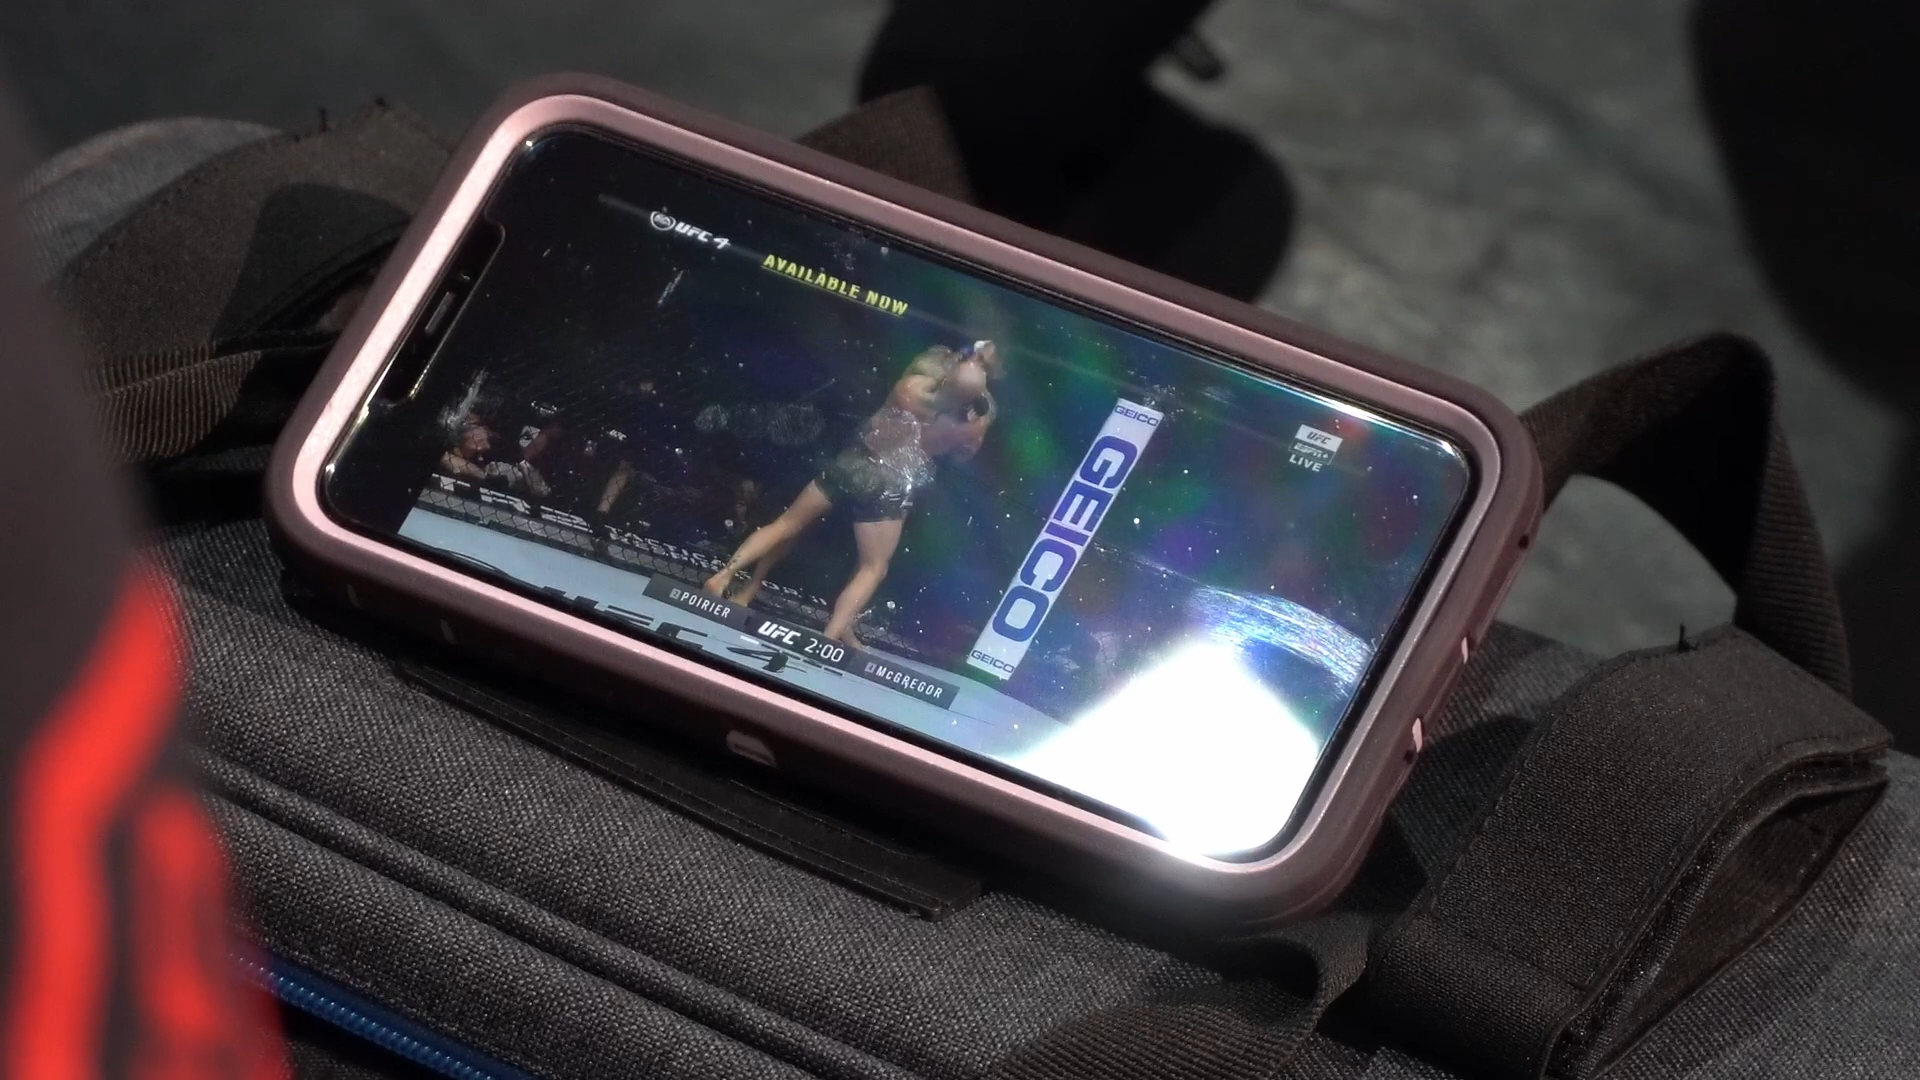 UFC 4
AVAILABLE NOW
GEICO
GEICO
GEICO
UFC
ESPN+
LIVE
POIRIER
UFC 2:00
McGREGOR